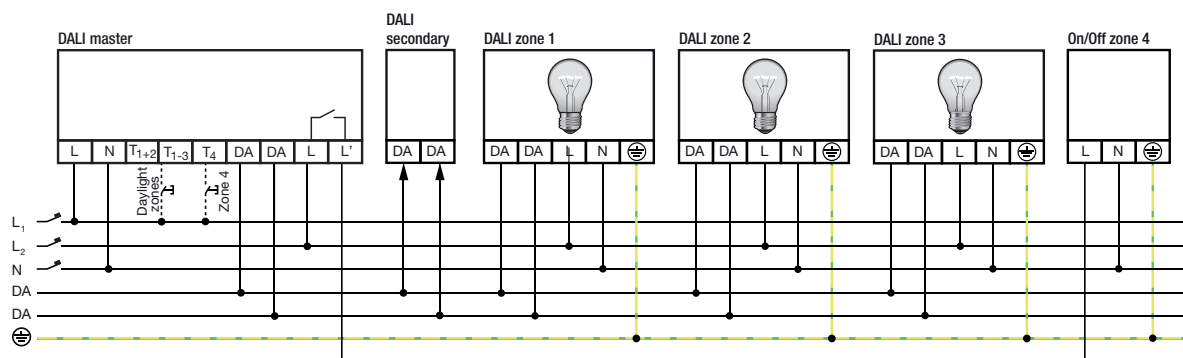 DALI master
DALI
secondary
DALI zone 1
DALI zone 2
DALI zone 3
On/Off zone 4
L N T1+2 T1-3 T4 DA DA L L'
DA DA
DA DA L N
DA DA L N
DA DA L N
L N
Daylight
zones
Zone 4
L1
L2
N
DA
DA